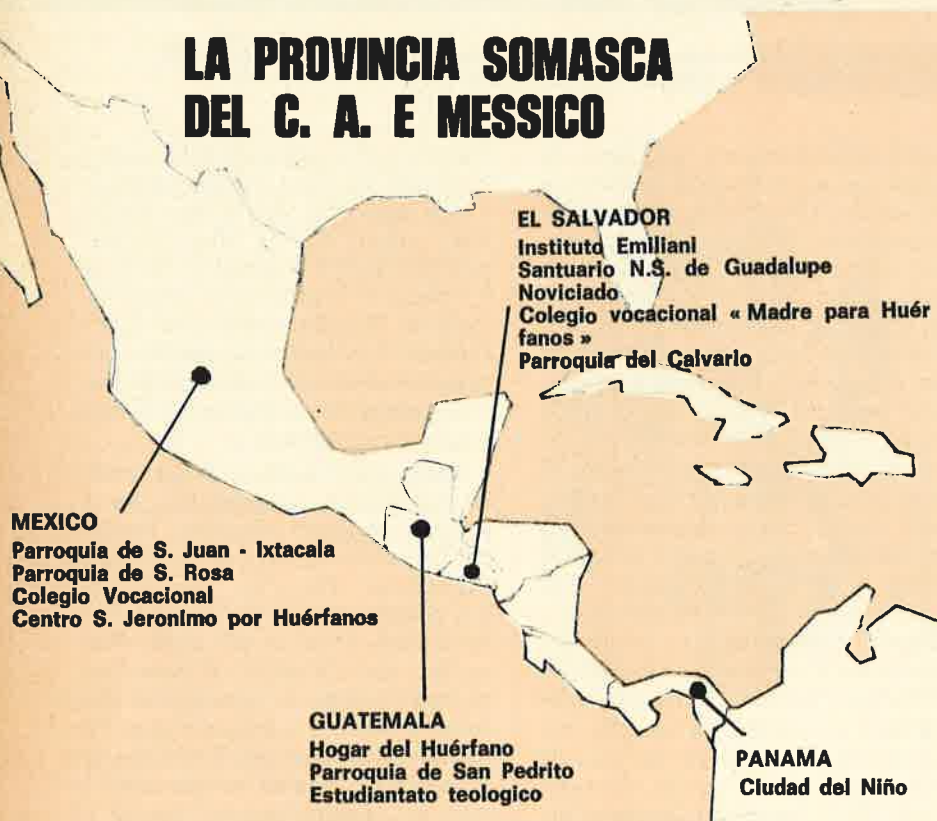 LA PROVINCIA SOMASCA
DEL C. A. E MESSICO
EL SALVADOR
Instituto Emiliani
Santuario N.S. de Guadalupe
Noviciado
Colegio vocacional « Madre para Huér
fanos »
Parroquia del Calvario
MEXICO
Parroquia de S. Juan - Ixtacala
Parroquia de S. Rosa
Colegio Vocacional
Centro S. Jeronimo por Huérfanos
GUATEMALA
Hogar del Huérfano
Parroquia de San Pedrito
Estudiantato teologico
PANAMA
Ciudad del Niño